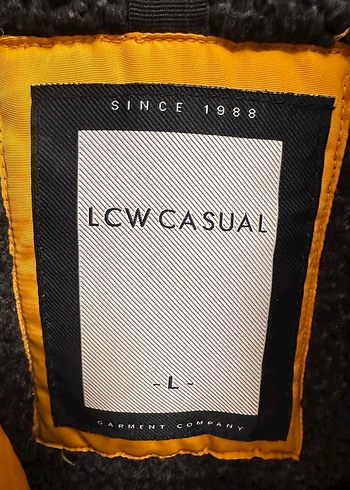 SINCE 1988
LCW CASUAL
- L -
GARMENT COMPANY